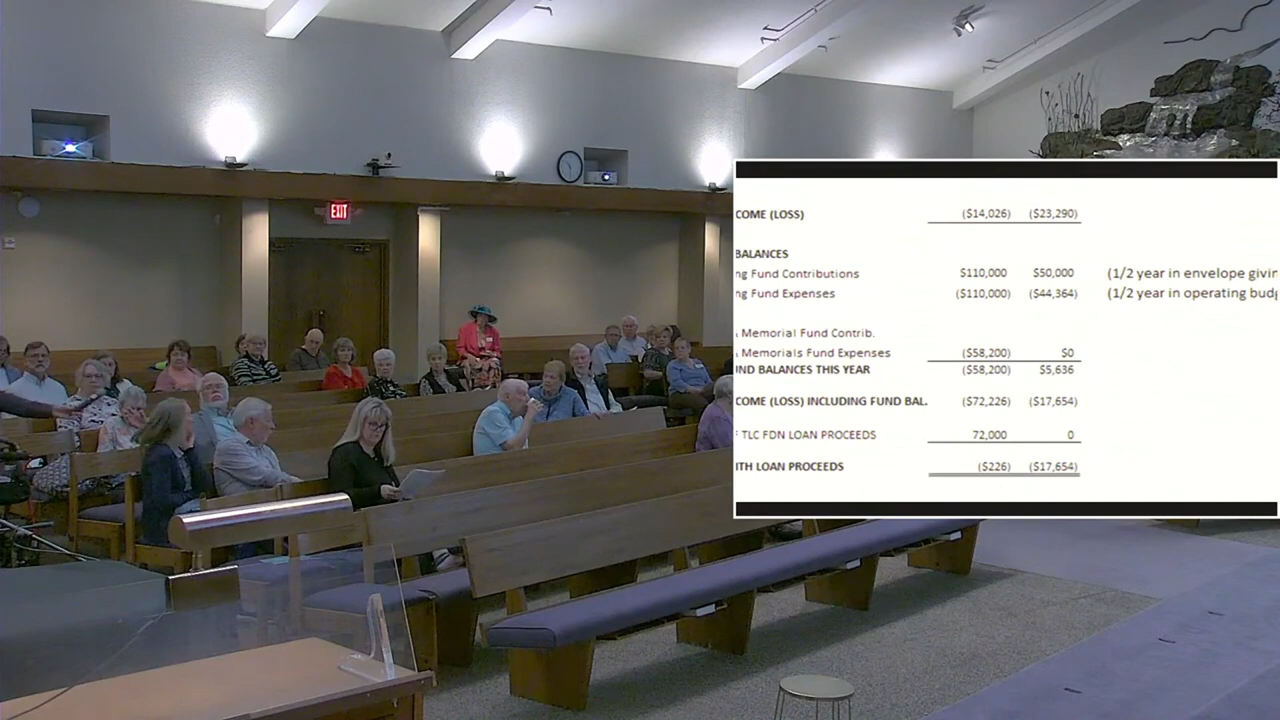 EXIT
COME (LOSS) ($14,026) ($23,290)
BALANCES
ng Fund Contributions $110,000 $50,000 (1/2 year in envelope givin
ng Fund Expenses ($110,000) ($44,364) (1/2 year in operating budg
Memorial Fund Contrib.
Memorials Fund Expenses ($58,200) $0
ND BALANCES THIS YEAR ($58,200) $5,636
COME (LOSS) INCLUDING FUND BAL. ($72,226) ($17,654)
TLC FDN LOAN PROCEEDS 72,000 0
ITH LOAN PROCEEDS ($226) ($17,654)